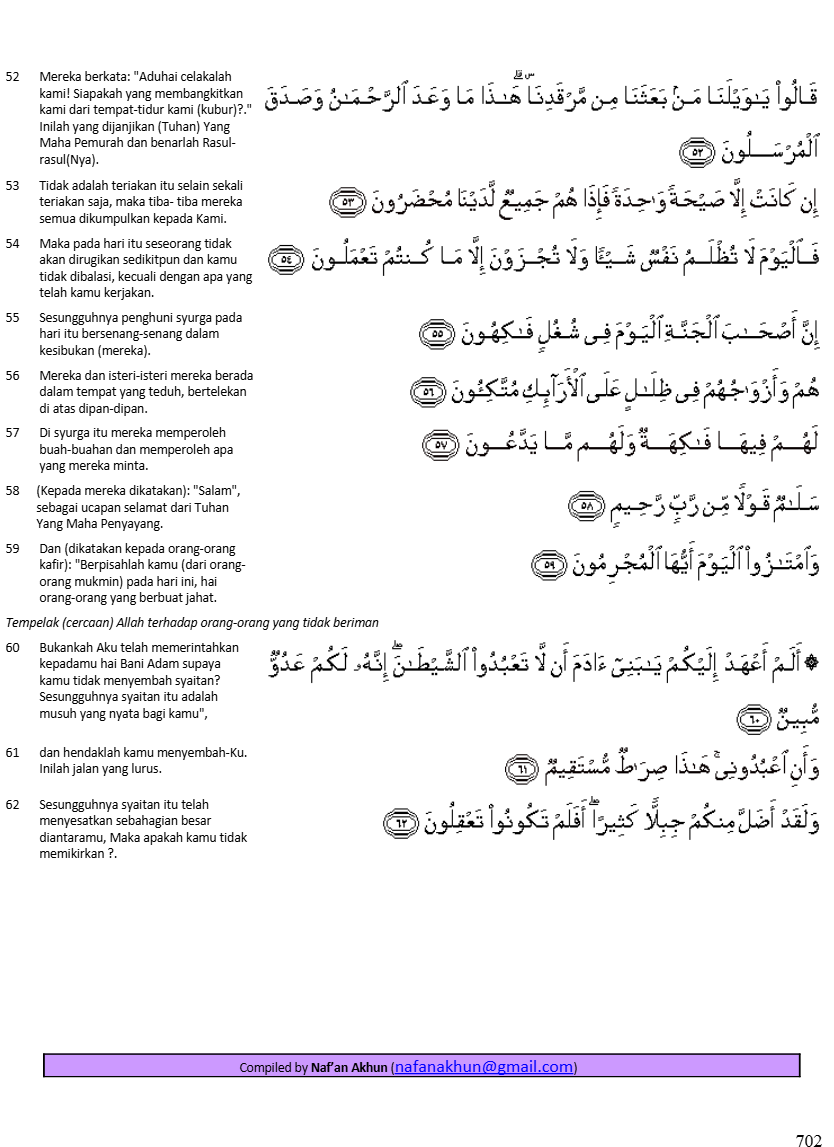 52 Mereka berkata: "Aduhai celakalah
kami! Siapakah yang membangkitkan
kami dari tempat-tidur kami (kubur)?."
Inilah yang dijanjikan (Tuhan) Yang
Maha Pemurah dan benarlah Rasul-
rasul(Nya).
قَالُوا۟ يَـٰوَيْلَنَا مَنۢ بَعَثَنَا مِن مَّرْقَدِنَا ۜ ۗ هَـٰذَا مَا وَعَدَ ٱلرَّحْمَـٰنُ وَصَدَقَ
ٱلْمُرْسَلُونَ ٥٢
53 Tidak adalah teriakan itu selain sekali
teriakan saja, maka tiba- tiba mereka
semua dikumpulkan kepada Kami.
إِن كَانَتْ إِلَّا صَيْحَةً وَٰحِدَةً فَإِذَا هُمْ جَمِيعٌ لَّدَيْنَا مُحْضَرُونَ ٥٣
54 Maka pada hari itu seseorang tidak
akan dirugikan sedikitpun dan kamu
tidak dibalasi, kecuali dengan apa yang
telah kamu kerjakan.
فَٱلْيَوْمَ لَا تُظْلَمُ نَفْسٌ شَيْـًٔا وَلَا تُجْزَوْنَ إِلَّا مَا كُنتُمْ تَعْمَلُونَ ٥٤
55 Sesungguhnya penghuni syurga pada
hari itu bersenang-senang dalam
kesibukan (mereka).
إِنَّ أَصْحَـٰبَ ٱلْجَنَّةِ ٱلْيَوْمَ فِى شُغُلٍ فَـٰكِهُونَ ٥٥
56 Mereka dan isteri-isteri mereka berada
dalam tempat yang teduh, bertelekan
di atas dipan-dipan.
هُمْ وَأَزْوَٰجُهُمْ فِى ظِلَـٰلٍ عَلَى ٱلْأَرَآئِكِ مُتَّكِـُٔونَ ٥٦
57 Di syurga itu mereka memperoleh
buah-buahan dan memperoleh apa
yang mereka minta.
لَهُمْ فِيهَا فَـٰكِهَةٌ وَلَهُم مَّا يَدَّعُونَ ٥٧
58 (Kepada mereka dikatakan): "Salam",
sebagai ucapan selamat dari Tuhan
Yang Maha Penyayang.
سَلَـٰمٌ قَوْلًا مِّن رَّبٍّ رَّحِيمٍ ٥٨
59 Dan (dikatakan kepada orang-orang
kafir): "Berpisahlah kamu (dari orang-
orang mukmin) pada hari ini, hai
orang-orang yang berbuat jahat.
وَٱمْتَـٰزُوا۟ ٱلْيَوْمَ أَيُّهَا ٱلْمُجْرِمُونَ ٥٩
Tempelak (cercaan) Allah terhadap orang-orang yang tidak beriman
60 Bukankah Aku telah memerintahkan
kepadamu hai Bani Adam supaya
kamu tidak menyembah syaitan?
Sesungguhnya syaitan itu adalah
musuh yang nyata bagi kamu",
۞ أَلَمْ أَعْهَدْ إِلَيْكُمْ يَـٰبَنِىٓ ءَادَمَ أَن لَّا تَعْبُدُوا۟ ٱلشَّيْطَـٰنَ ۖ إِنَّهُۥ لَكُمْ عَدُوٌّ
مُّبِينٌ ٦٠
61 dan hendaklah kamu menyembah-Ku.
Inilah jalan yang lurus.
وَأَنِ ٱعْبُدُونِى ۚ هَـٰذَا صِرَٰطٌ مُّسْتَقِيمٌ ٦١
62 Sesungguhnya syaitan itu telah
menyesatkan sebahagian besar
diantaramu, Maka apakah kamu tidak
memikirkan ?.
وَلَقَدْ أَضَلَّ مِنكُمْ جِبِلًّا كَثِيرًا ۖ أَفَلَمْ تَكُونُوا۟ تَعْقِلُونَ ٦٢
Compiled by Naf’an Akhun (nafanakhun@gmail.com)
702